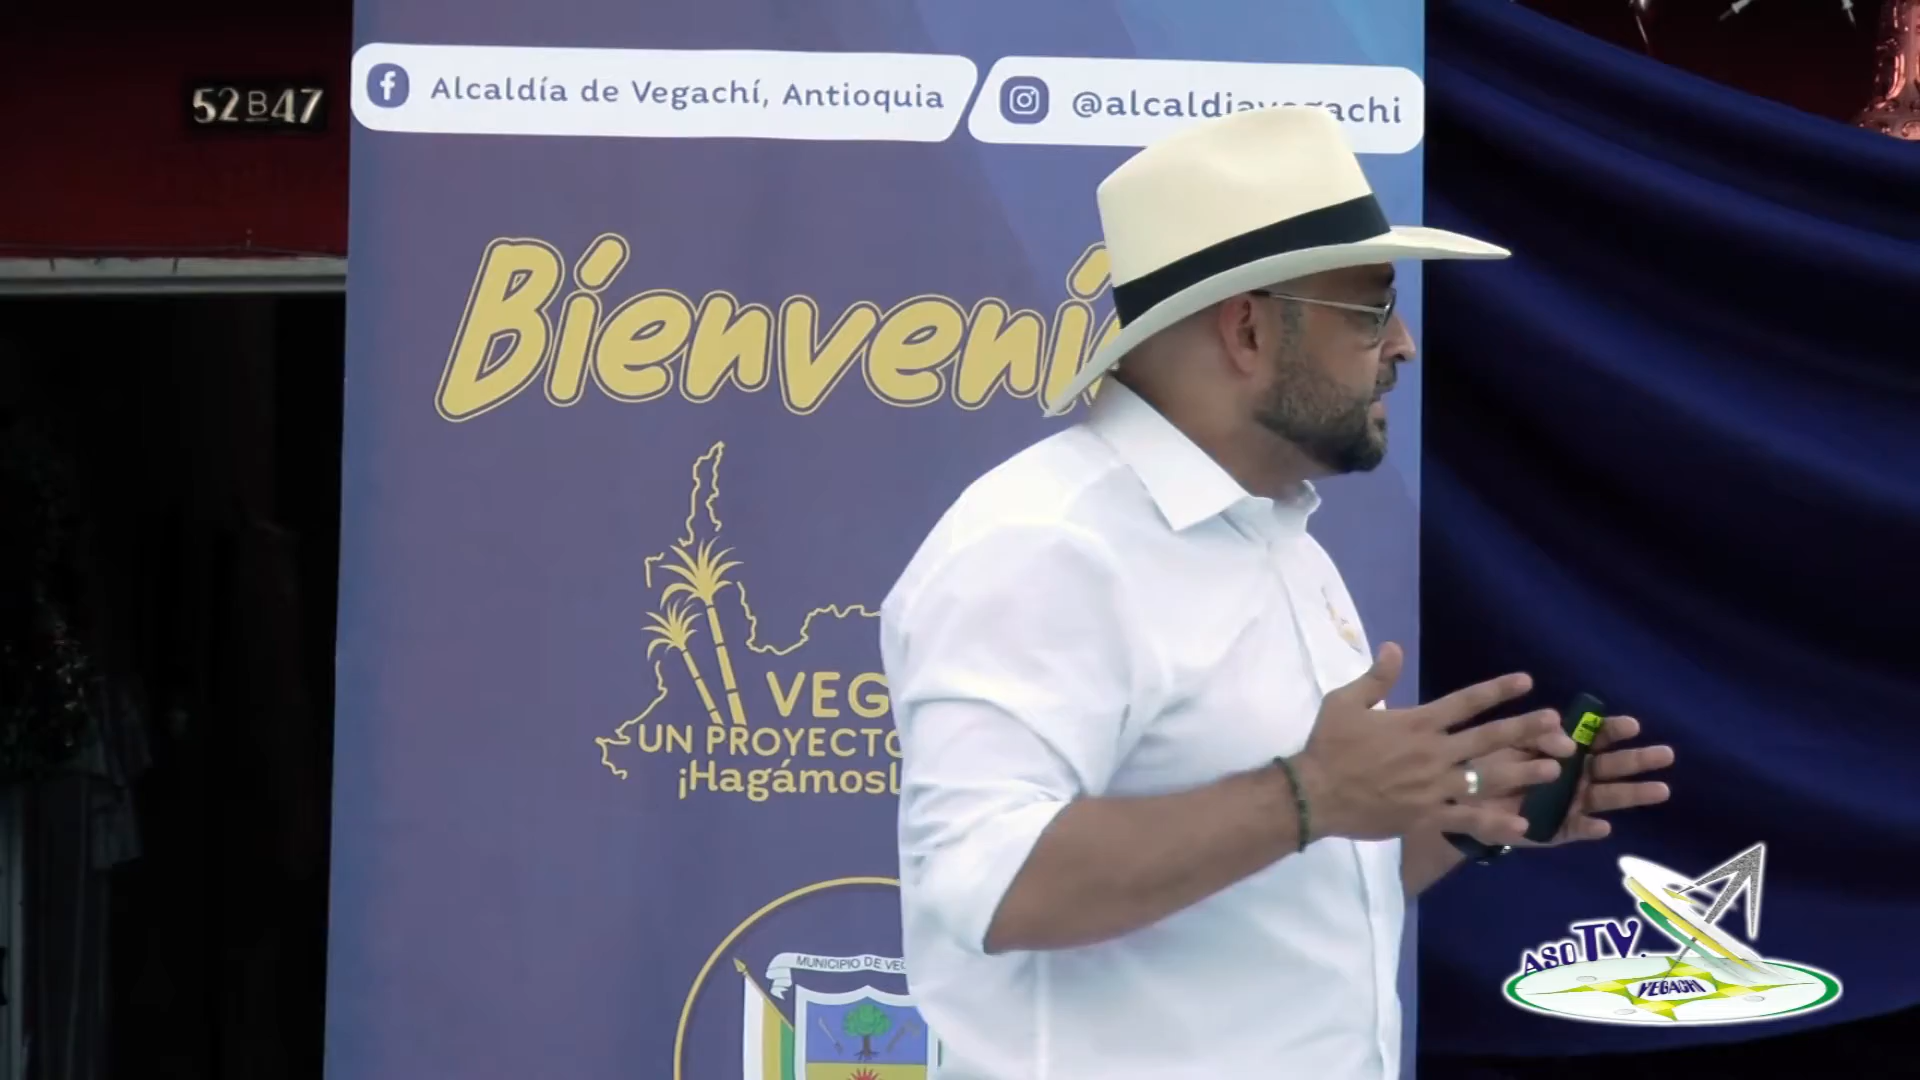 52B47
Alcaldía de Vegachí, Antioquia
@alcaldiavegachi
Bienveni
VEG
UN PROYECTO
¡Hagámosl
MUNICIPIO DE VEG
ASOTV.
VEGACHI